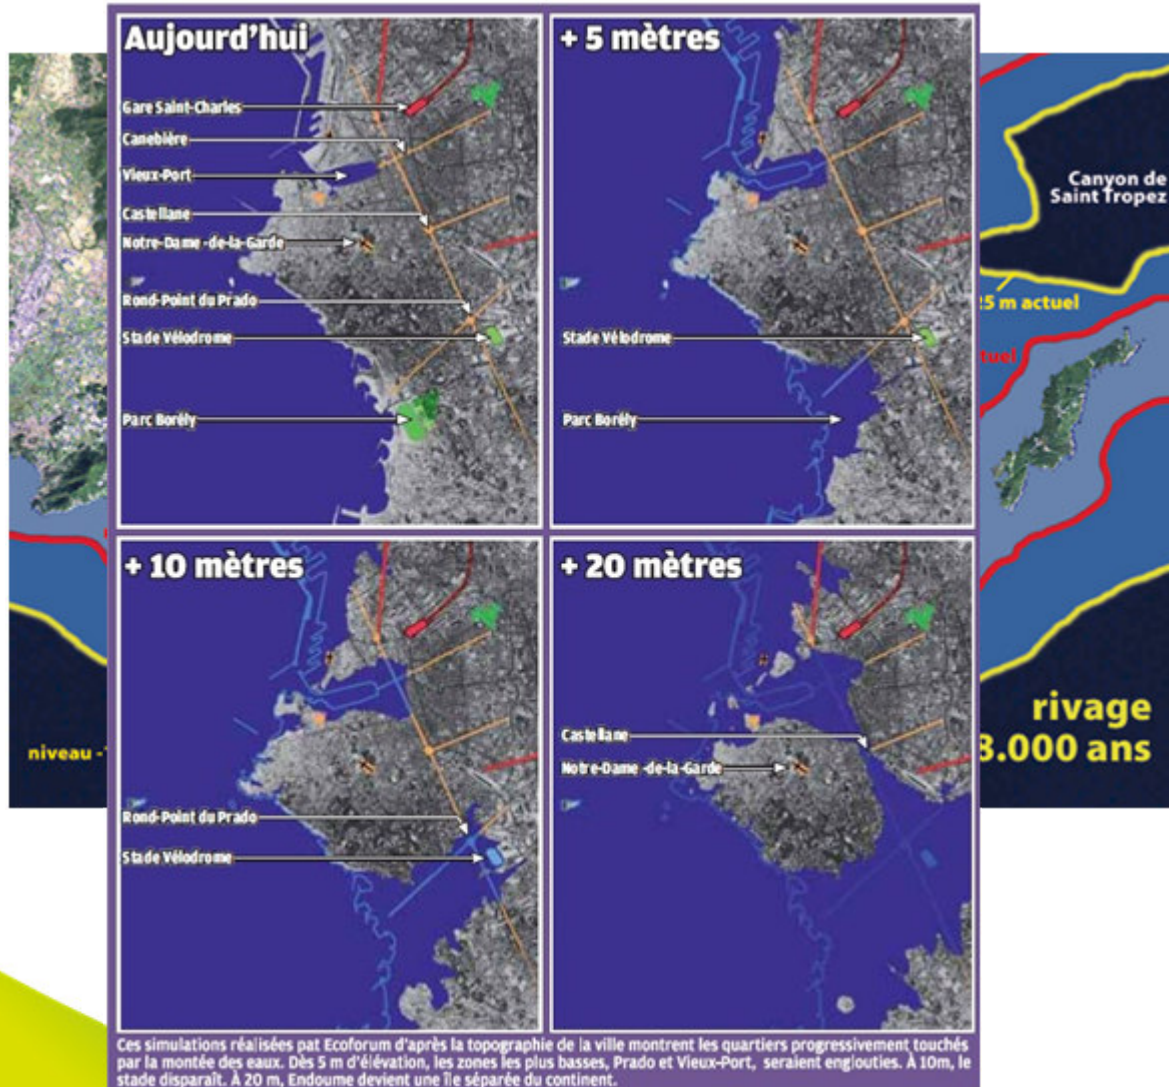 Aujourd'hui
Gare Saint-Charles
Canebière
Vieux-Port
Castellane
Notre-Dame -de-la-Garde
Rond-Point du Prado
Stade Vélodrome
Parc Borély
+ 5 mètres
Stade Vélodrome
Parc Borély
+ 10 mètres
Rond-Point du Prado
Stade Vélodrome
+ 20 mètres
Castellane
Notre-Dame -de-la-Garde
Ces simulations réalisées pat Ecoforum d'après la topographie de la ville montrent les quartiers progressivement touchés
par la montée des eaux. Dès 5 m d'élévation, les zones les plus basses, Prado et Vieux-Port, seraient englouties. À 10m, le
stade disparaît. À 20 m, Endoume devient une île séparée du continent.
niveau -
Canyon de
Saint Tropez
5 m actuel
tuel
rivage
8.000 ans